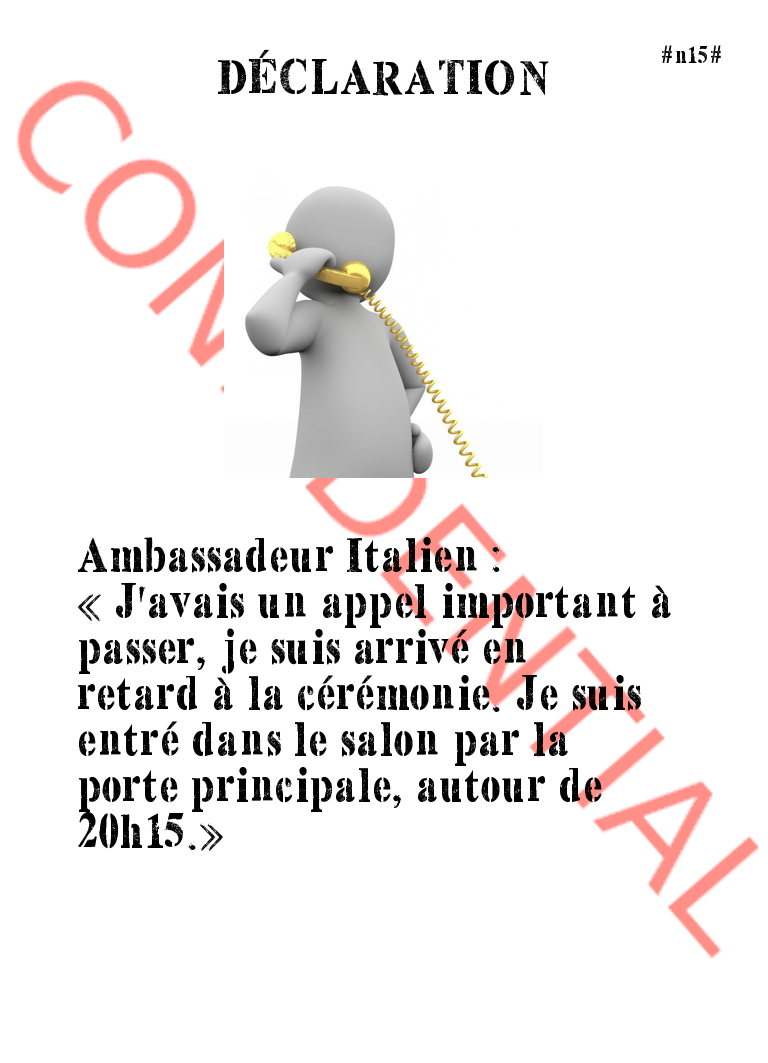 #n15#
DÉCLARATION
CONFIDENTIAL
Ambassadeur Italien :
« J'avais un appel important à
passer, je suis arrivé en
retard à la cérémonie. Je suis
entré dans le salon par la
porte principale, autour de
20h15.»